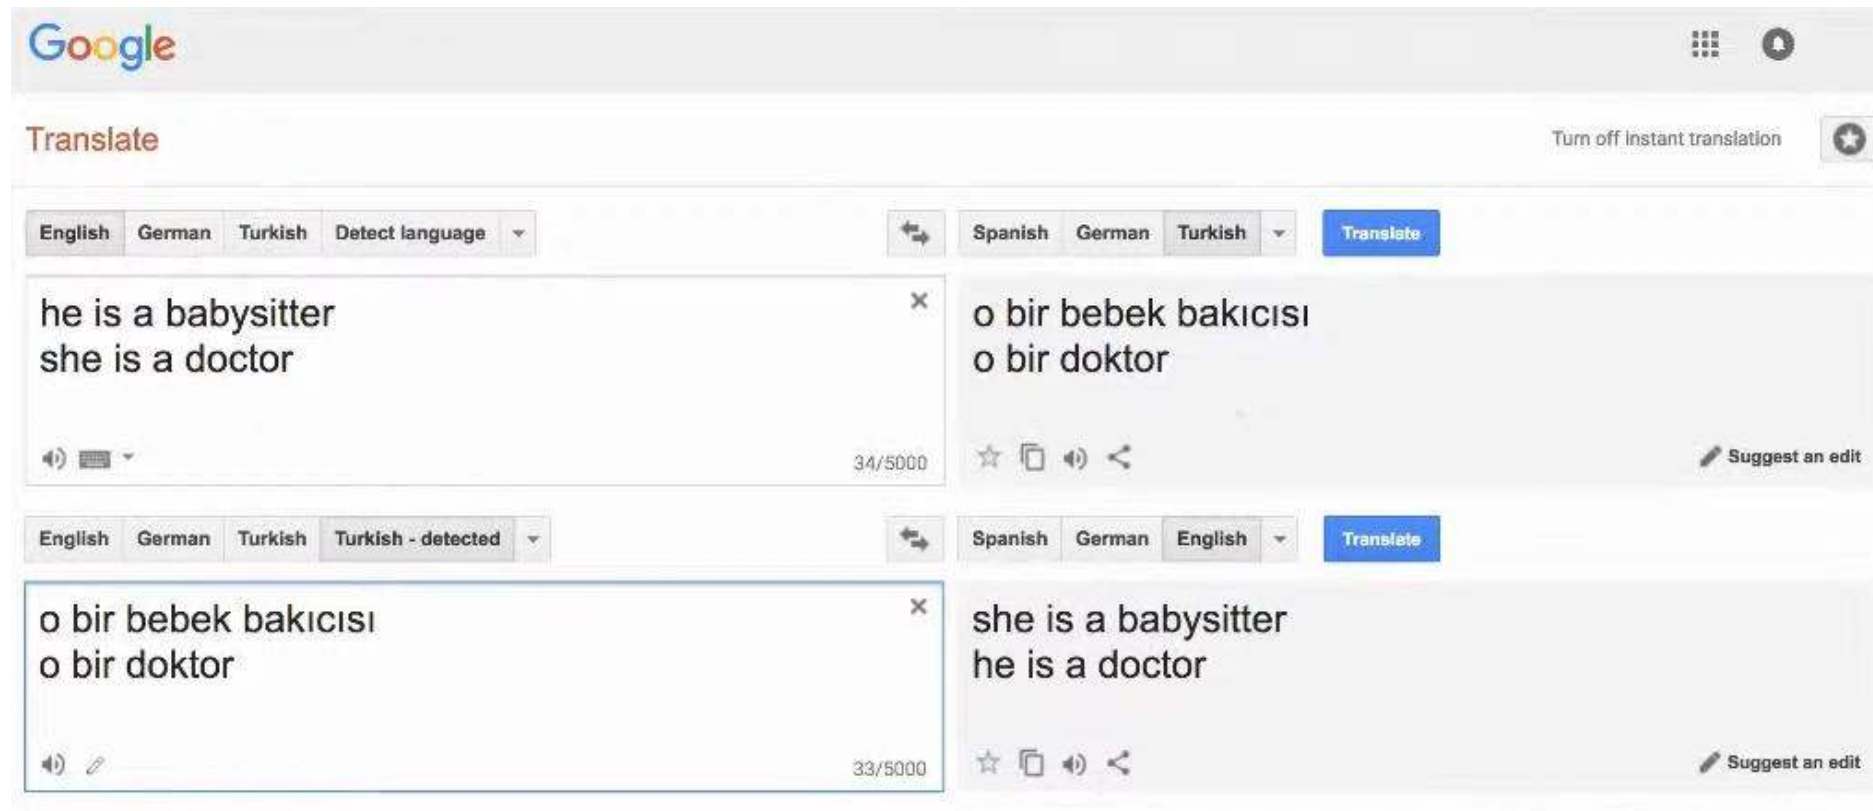 Google
Translate
Turn off instant translation
English German Turkish Detect language
Spanish German Turkish Translate
he is a babysitter
she is a doctor
34/5000
o bir bebek bakıcısı
o bir doktor
Suggest an edit
English German Turkish Turkish - detected
Spanish German English Translate
o bir bebek bakıcısı
o bir doktor
33/5000
she is a babysitter
he is a doctor
Suggest an edit